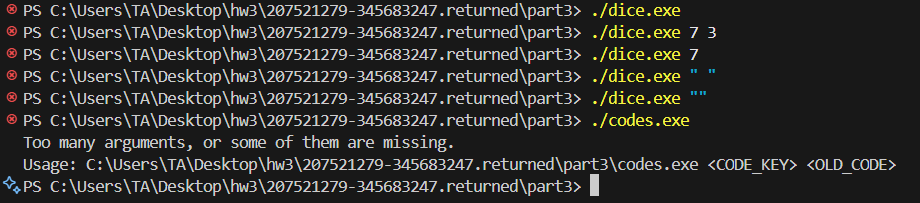 PS C:\Users\TA\Desktop\hw3\207521279-345683247.returned\part3> ./dice.exe
PS C:\Users\TA\Desktop\hw3\207521279-345683247.returned\part3> ./dice.exe 7 3
PS C:\Users\TA\Desktop\hw3\207521279-345683247.returned\part3> ./dice.exe 7
PS C:\Users\TA\Desktop\hw3\207521279-345683247.returned\part3> ./dice.exe " "
PS C:\Users\TA\Desktop\hw3\207521279-345683247.returned\part3> ./dice.exe ""
PS C:\Users\TA\Desktop\hw3\207521279-345683247.returned\part3> ./codes.exe
Too many arguments, or some of them are missing.
Usage: C:\Users\TA\Desktop\hw3\207521279-345683247.returned\part3\codes.exe <CODE_KEY> <OLD_CODE>
PS C:\Users\TA\Desktop\hw3\207521279-345683247.returned\part3>